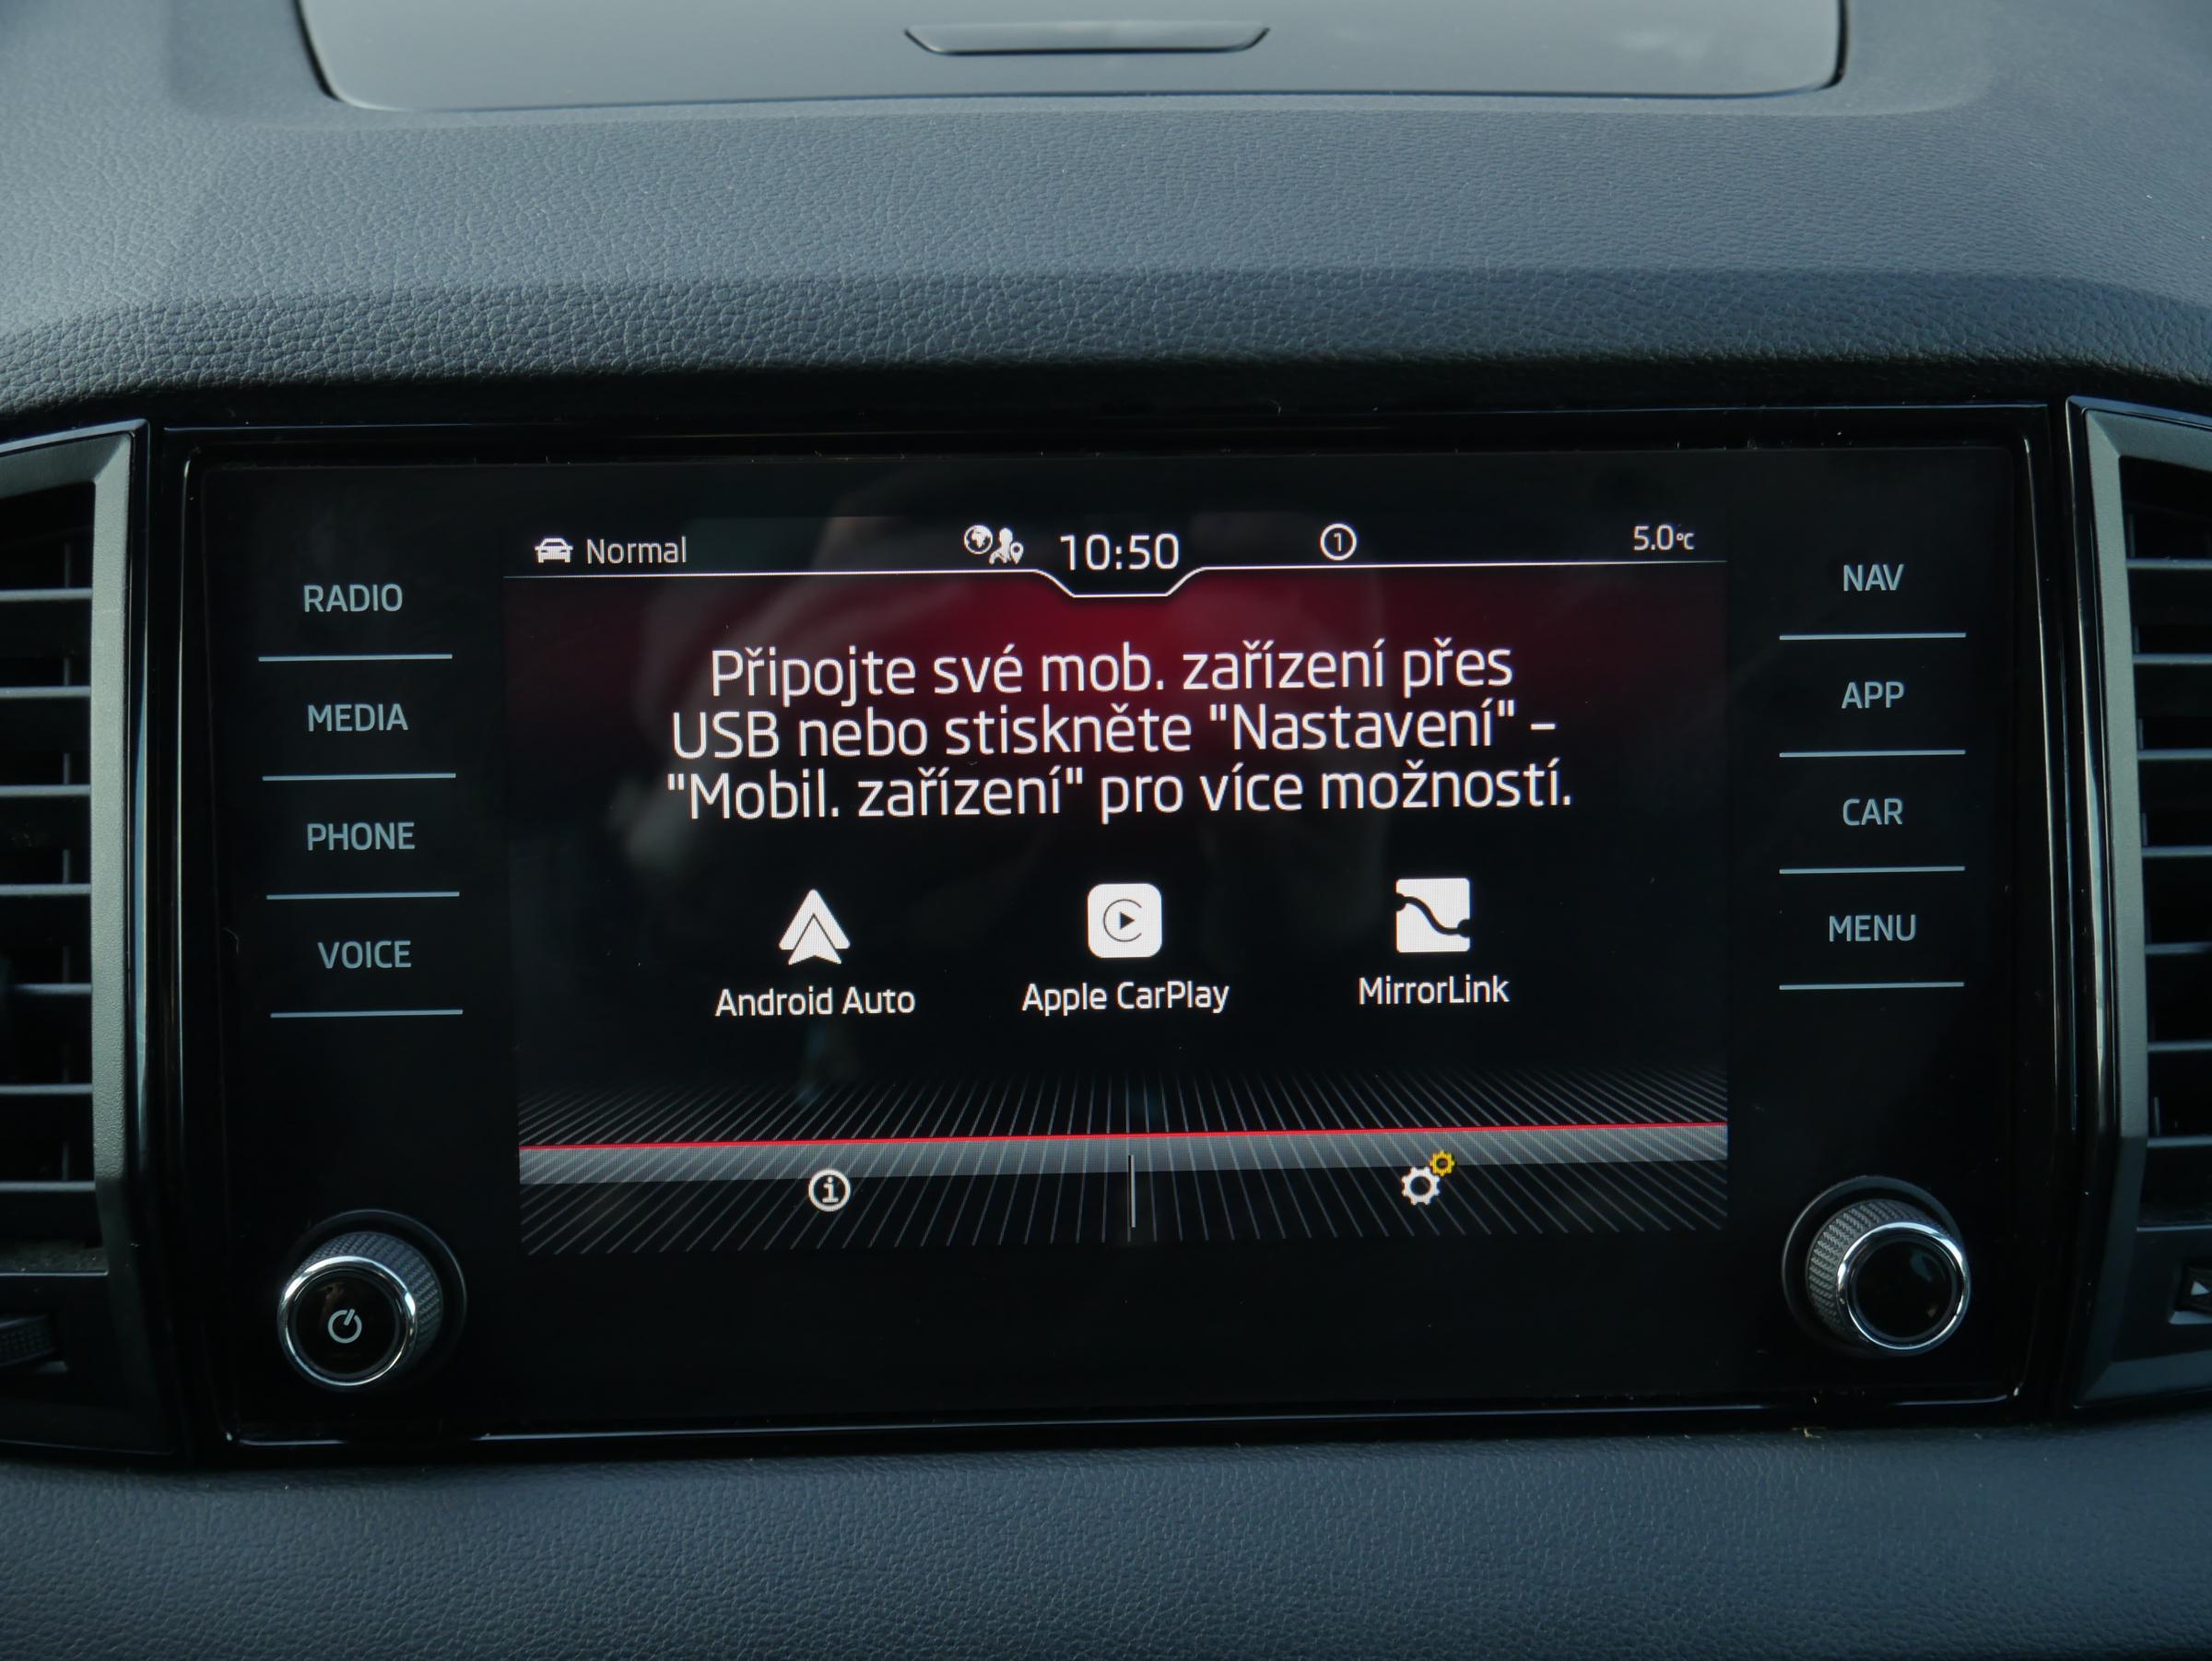 Normal
10:50
1
5.0°C
RADIO
MEDIA
PHONE
VOICE
Připojte své mob. zařízení přes
USB nebo stiskněte "Nastavení" –
"Mobil. zařízení" pro více možností.
Android Auto
Apple CarPlay
MirrorLink
NAV
APP
CAR
MENU